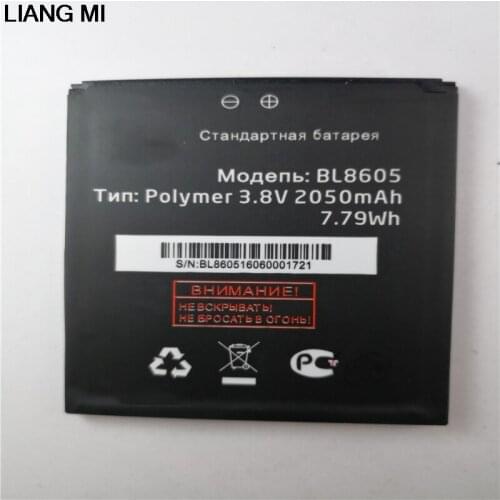 LIANG MI
Стандартная батарея
Модель: BL8605
Тип: Polymer 3.8V 2050mAh
7.79Wh
S/N:BL860516060001721
ВНИМАНИЕ!
НЕ ВСКРЫВАТЬ!
НЕ БРОСАТЬ В ОГОНЬ!